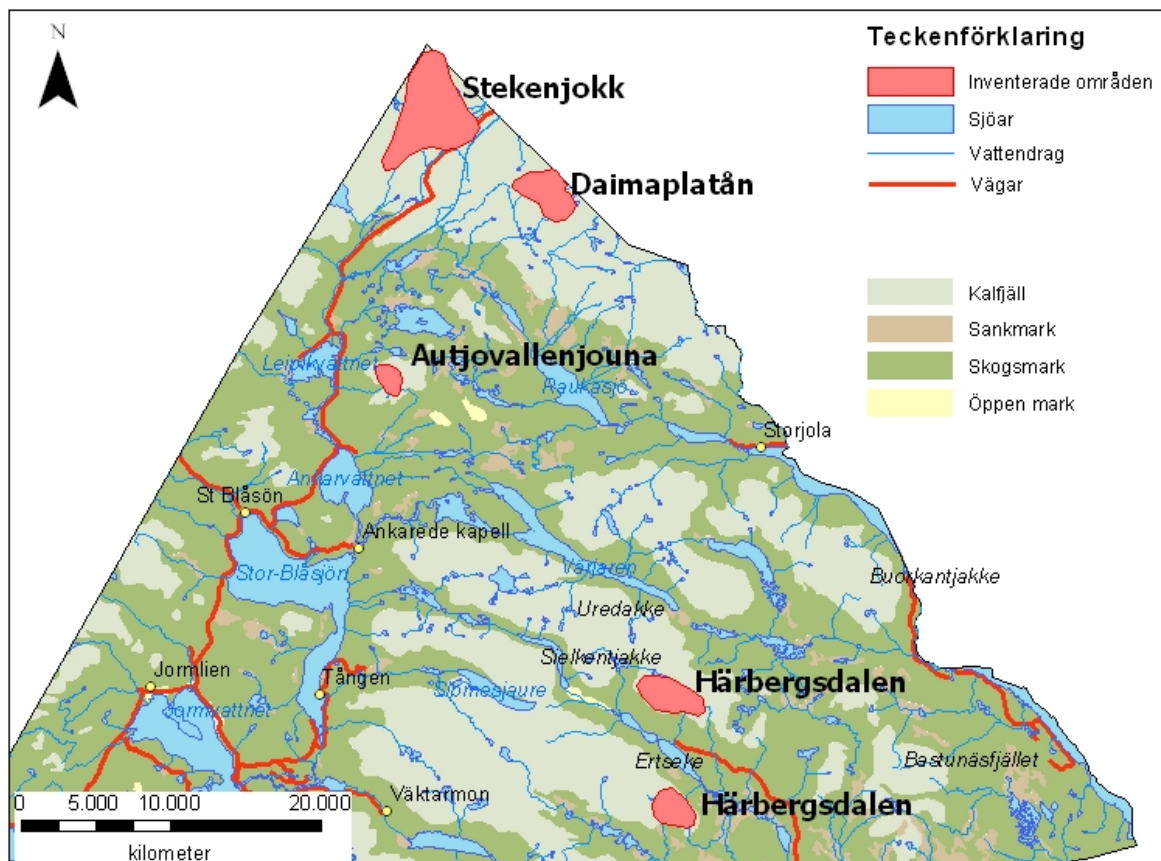 N
Teckenförklaring
Inventerade områden
Sjöar
Vattendrag
Vägar
Kalfjäll
Sankmark
Skogsmark
Öppen mark
Stekenjokk
Daimaplatån
Autjovallenjouna
Leipikvattnet
Raukasjö
Storjola
Ankarvattnet
St Blåsön
Ankarede kapell
Stor-Blåsjön
Värjaren
Buorkantjakke
Uredakke
Sielkentjakke
Jormlien
Tången
Härbergsdalen
Jormvattnet
Ertseke
Bastunäsfjället
Väktarmon
Härbergsdalen
0 5.000 10.000 20.000
kilometer